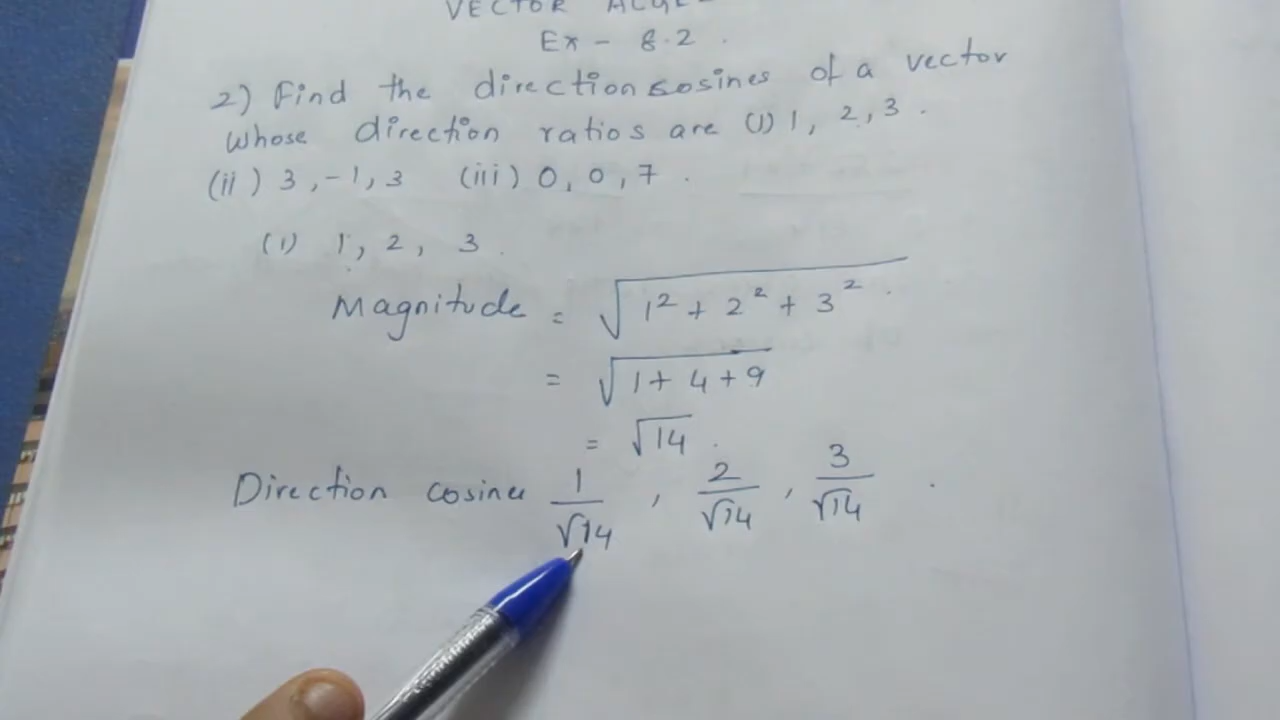 VECTOR
Ex - 8.2.
2) Find the direction cosines of a vector
whose direction ratios are (i) 1, 2, 3.
(ii) 3, -1, 3 (iii) 0, 0, 7.
(i) 1, 2, 3.
Magnitude = √(1² + 2² + 3²).
= √(1 + 4 + 9)
= √14.
Direction cosines 1/√14, 2/√14, 3/√14.